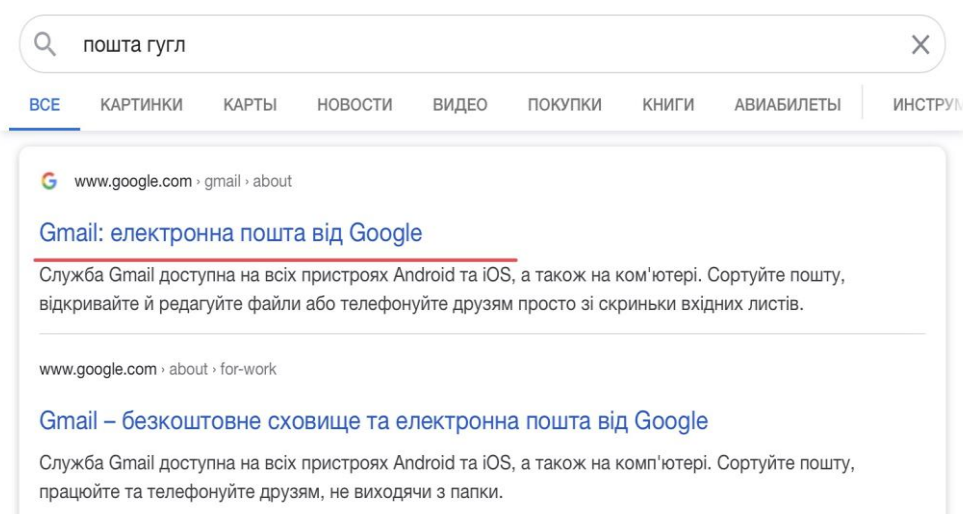 пошта гугл
ВСЕ КАРТИНКИ КАРТЫ НОВОСТИ ВИДЕО ПОКУПКИ КНИГИ АВИАБИЛЕТЫ ИНСТРУМ
www.google.com › gmail › about
Gmail: електронна пошта від Google
Служба Gmail доступна на всіх пристроях Android та iOS, а також на ком'ютері. Сортуйте пошту,
відкривайте й редагуйте файли або телефонуйте друзям просто зі скриньки вхідних листів.
www.google.com › about › for-work
Gmail – безкоштовне сховище та електронна пошта від Google
Служба Gmail доступна на всіх пристроях Android та iOS, а також на комп'ютері. Сортуйте пошту,
працюйте та телефонуйте друзям, не виходячи з папки.